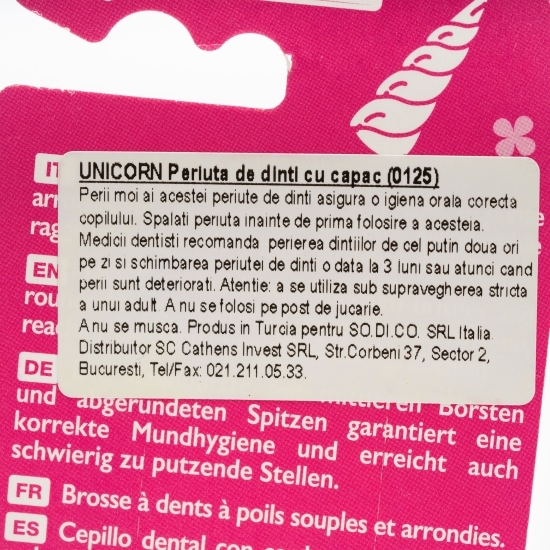 IT
UNICORN Periuta de dinti cu capac (0125)
Perii moi ai acestei periute de dinti asigura o igiena orala corecta
copilului. Spalati periuta inainte de prima folosire a acesteia.
Medicii dentisti recomanda perierea dintilor de cel putin doua ori
pe zi si schimbarea periutei de dinti o data la 3 luni sau atunci cand
perii sunt deteriorati. Atentie: a se utiliza sub supravegherea stricta
a unui adult. A nu se folosi pe post de jucarie.
A nu se musca. Produs in Turcia pentru SO.DI.CO. SRL Italia.
Distribuitor SC Cathens Invest SRL, Str.Corbeni 37, Sector 2,
Bucuresti, Tel/Fax: 021.211.05.33.
EN
DE
Borsten
und abgerundeten Spitzen garantiert eine
korrekte Mundhygiene und erreicht auch
schwierig zu putzende Stellen.
FR Brosse à dents à poils souples et arrondies.
ES Cepillo dental con